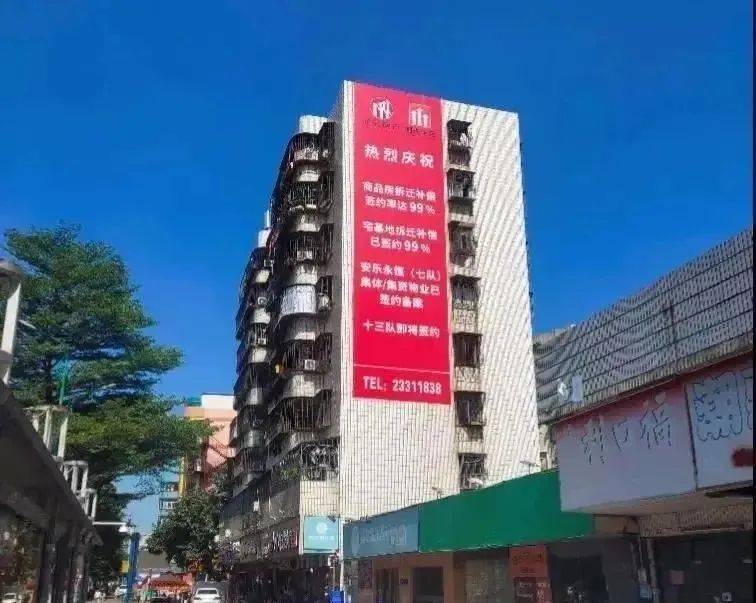 热烈庆祝
商品房拆迁补偿
签约率达99%
宅基地拆迁补偿
已签约99%
安乐永信（七队）
集体/集资物业已
签约备案
十三队即将签约
TEL：23311838